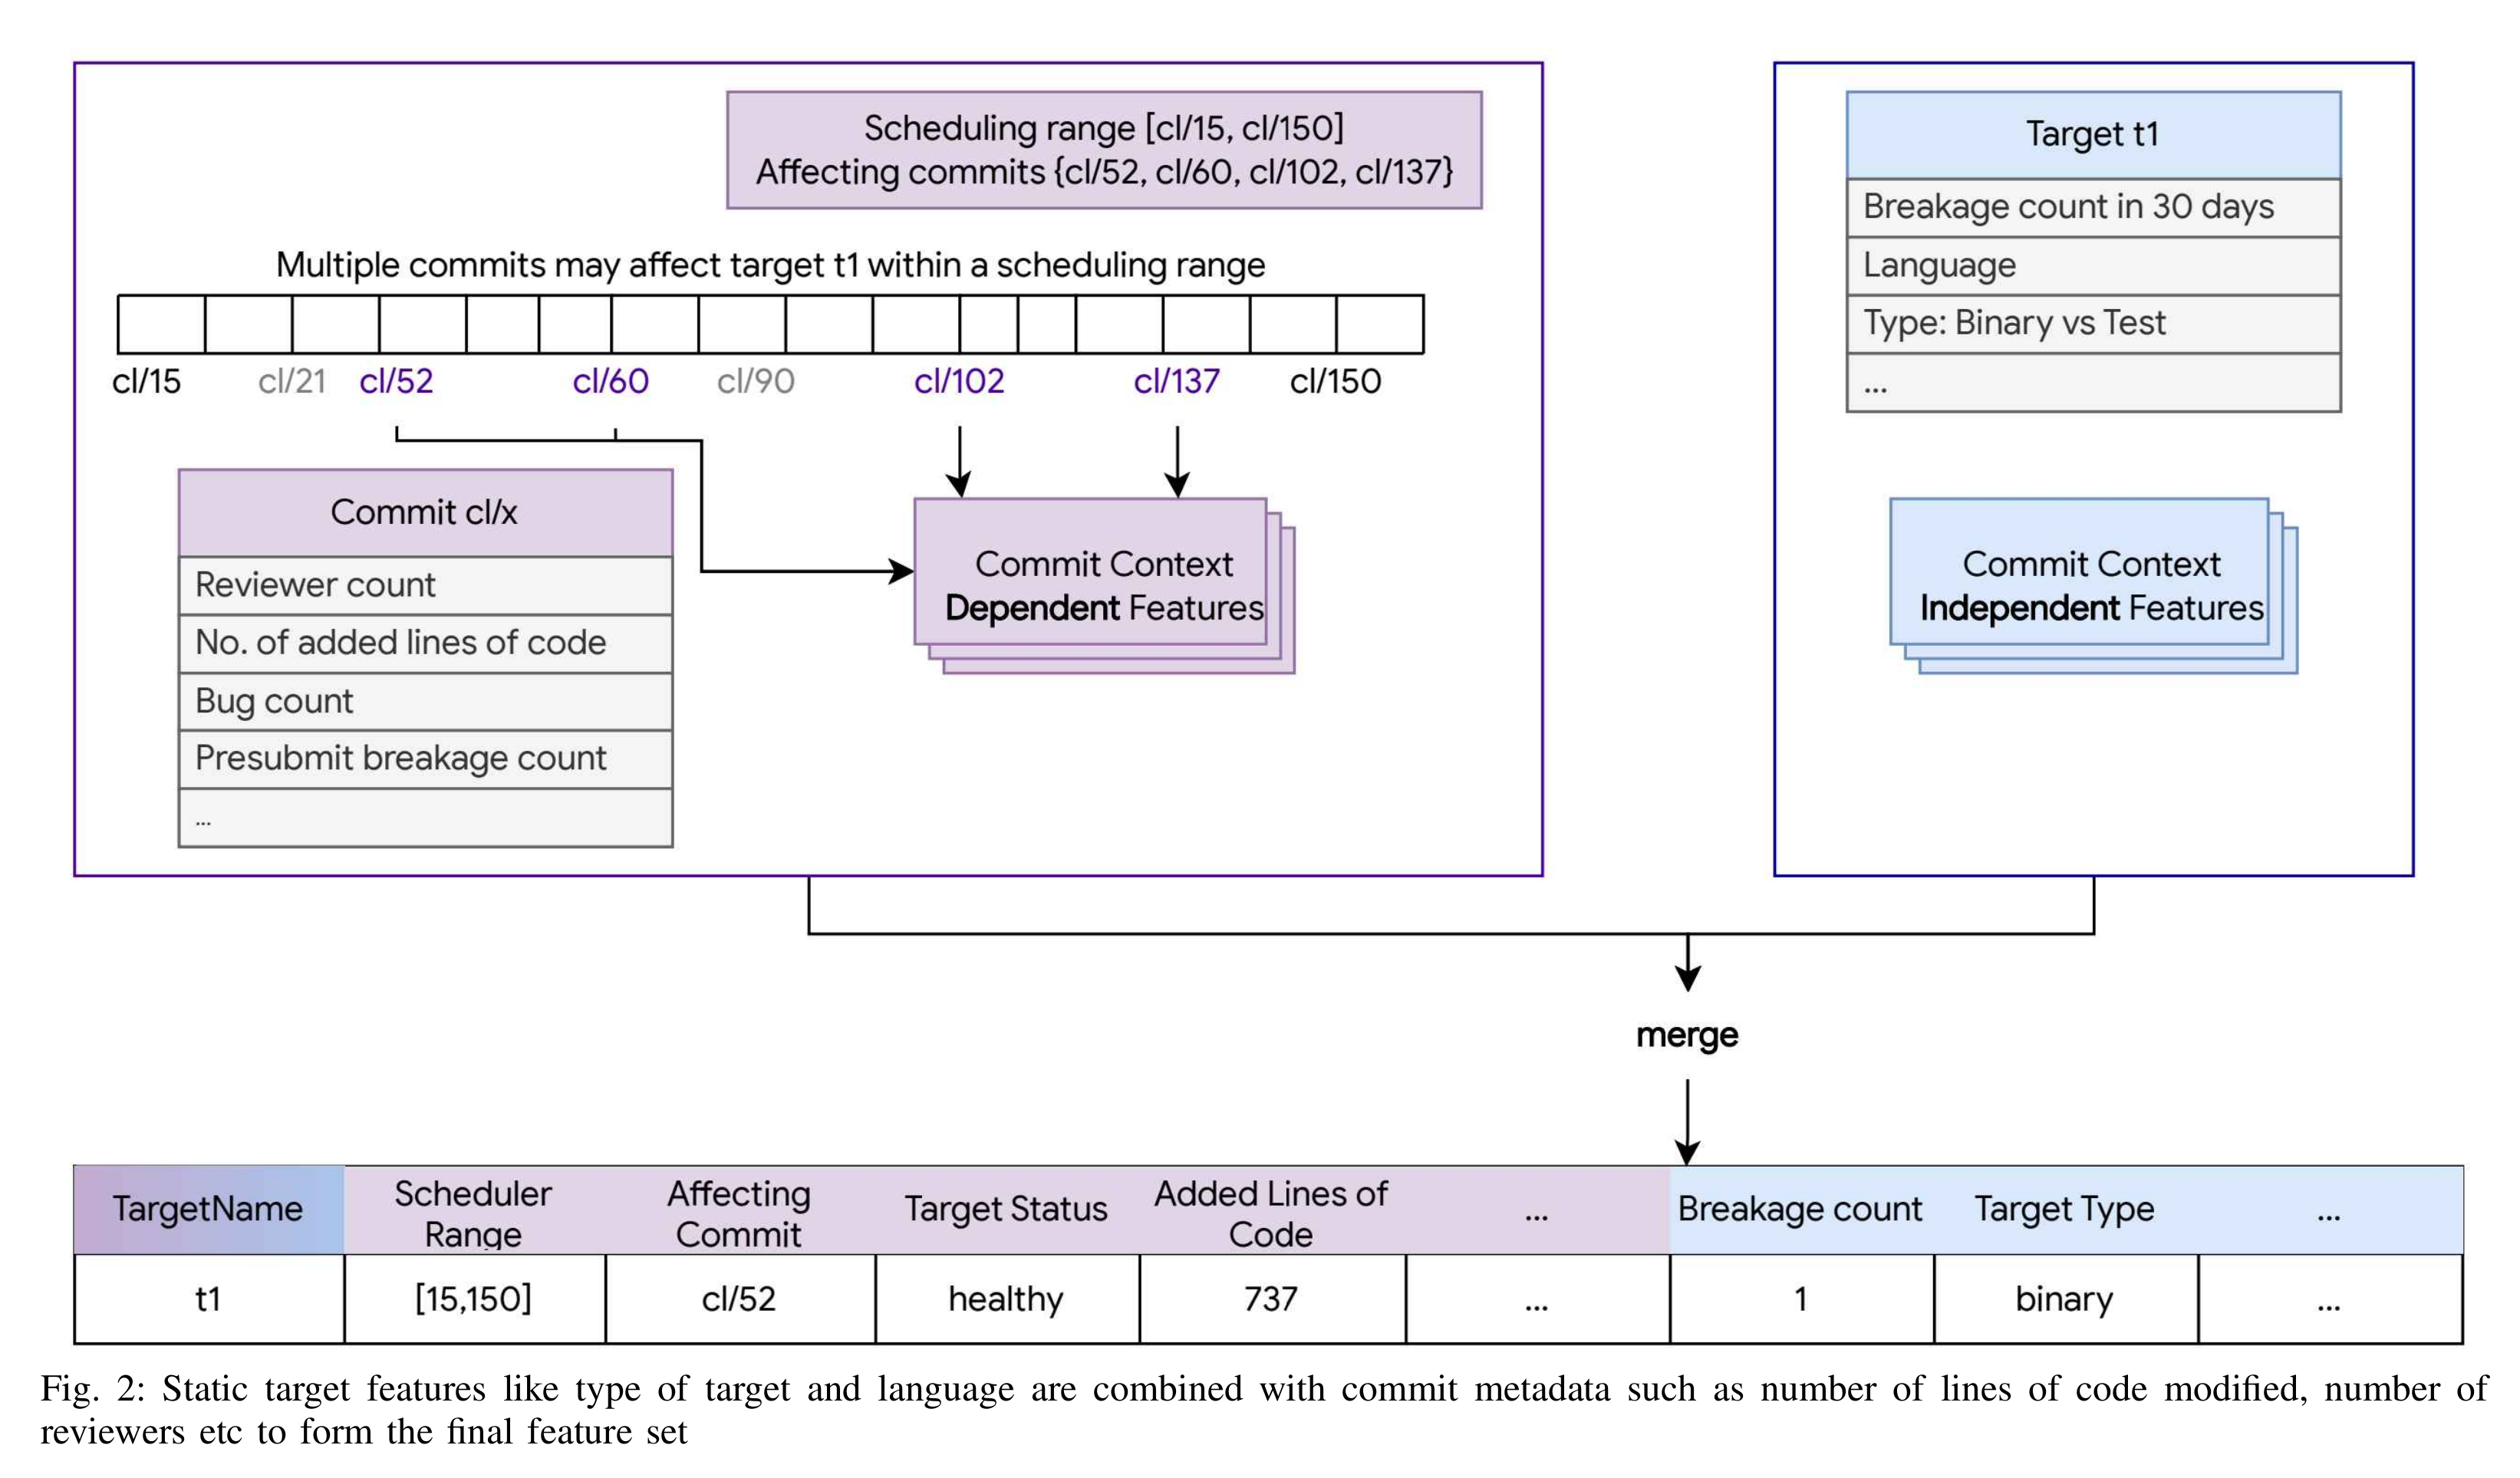 Scheduling range [cl/15, cl/150]
Affecting commits {cl/52, cl/60, cl/102, cl/137}
Multiple commits may affect target t1 within a scheduling range
cl/15 cl/21 cl/52 cl/60 cl/90 cl/102 cl/137 cl/150
Commit cl/x
Reviewer count
No. of added lines of code
Bug count
Presubmit breakage count
...
Commit Context
Dependent Features
Target t1
Breakage count in 30 days
Language
Type: Binary vs Test
...
Commit Context
Independent Features
merge
TargetName
Scheduler
Range
Affecting
Commit
Target Status
Added Lines of
Code
...
Breakage count
Target Type
...
t1 [15,150] cl/52 healthy 737 ... 1 binary ...
Fig. 2: Static target features like type of target and language are combined with commit metadata such as number of lines of code modified, number of
reviewers etc to form the final feature set